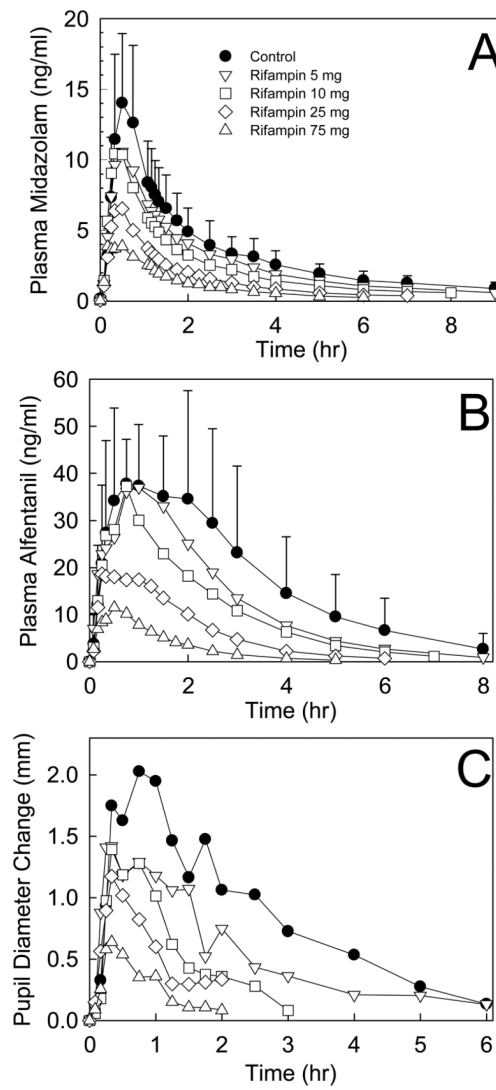 A
Control
Rifampin 5 mg
Rifampin 10 mg
Rifampin 25 mg
Rifampin 75 mg
Plasma Midazolam (ng/ml)
20
15
10
5
0
0 2 4 6 8
Time (hr)
B
Plasma Alfentanil (ng/ml)
60
50
40
30
20
10
0
0 2 4 6 8
Time (hr)
C
Pupil Diameter Change (mm)
2.0
1.5
1.0
0.5
0.0
0 1 2 3 4 5 6
Time (hr)